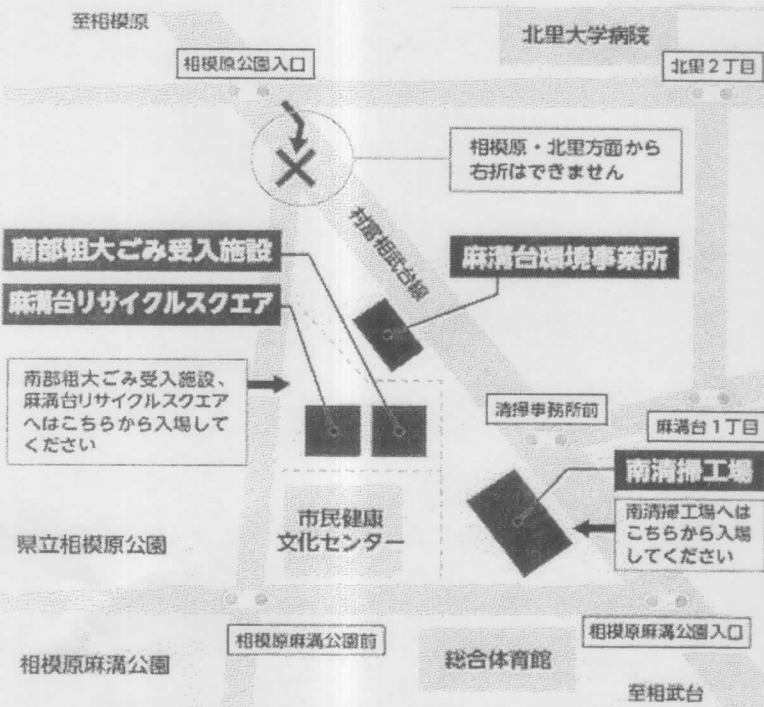 至相模原
北里大学病院
相模原公園入口
北里2丁目
相模原・北里方面から
右折はできません
村富相武台線
南部粗大ごみ受入施設
麻溝台環境事業所
麻溝台リサイクルスクエア
南部粗大ごみ受入施設、
麻溝台リサイクルスクエア
へはこちらから入場して
ください
清掃事務所前
麻溝台1丁目
南清掃工場
南清掃工場へは
こちらから入場
してください
市民健康
文化センター
県立相模原公園
相模原麻溝公園前
相模原麻溝公園入口
総合体育館
相模原麻溝公園
至相武台